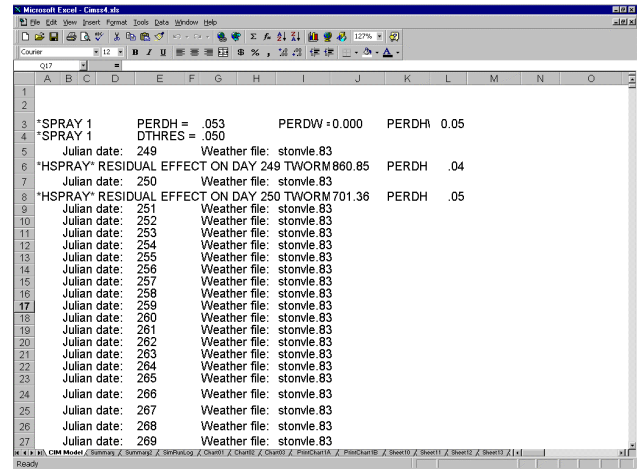 Microsoft Excel - Cimss4.xls
File Edit View Insert Format Tools Data Window Help
127%
Courier 12 B I U $ % ,
Q17 =
A B C D E F G H I J K L M N O
1
2
3 *SPRAY 1 PERDH = .053 PERDW = 0.000 PERDH\ 0.05
4 *SPRAY 1 DTHRES = .050
5 Julian date: 249 Weather file: stonvle.83
6 *HSPRAY* RESIDUAL EFFECT ON DAY 249 TWORM 860.85 PERDH .04
7 Julian date: 250 Weather file: stonvle.83
8 *HSPRAY* RESIDUAL EFFECT ON DAY 250 TWORM 701.36 PERDH .05
9 Julian date: 251 Weather file: stonvle.83
10 Julian date: 252 Weather file: stonvle.83
11 Julian date: 253 Weather file: stonvle.83
12 Julian date: 254 Weather file: stonvle.83
13 Julian date: 255 Weather file: stonvle.83
14 Julian date: 256 Weather file: stonvle.83
15 Julian date: 257 Weather file: stonvle.83
16 Julian date: 258 Weather file: stonvle.83
17 Julian date: 259 Weather file: stonvle.83
18 Julian date: 260 Weather file: stonvle.83
19 Julian date: 261 Weather file: stonvle.83
20 Julian date: 262 Weather file: stonvle.83
21 Julian date: 263 Weather file: stonvle.83
22 Julian date: 264 Weather file: stonvle.83
23 Julian date: 265 Weather file: stonvle.83
24 Julian date: 266 Weather file: stonvle.83
25 Julian date: 267 Weather file: stonvle.83
26 Julian date: 268 Weather file: stonvle.83
27 Julian date: 269 Weather file: stonvle.83
CIM Model Summary Summary2 SimRunLog Chart01 Chart02 Chart03 PrintChart1A PrintChart1B Sheet10 Sheet11 Sheet12 Sheet13
Ready